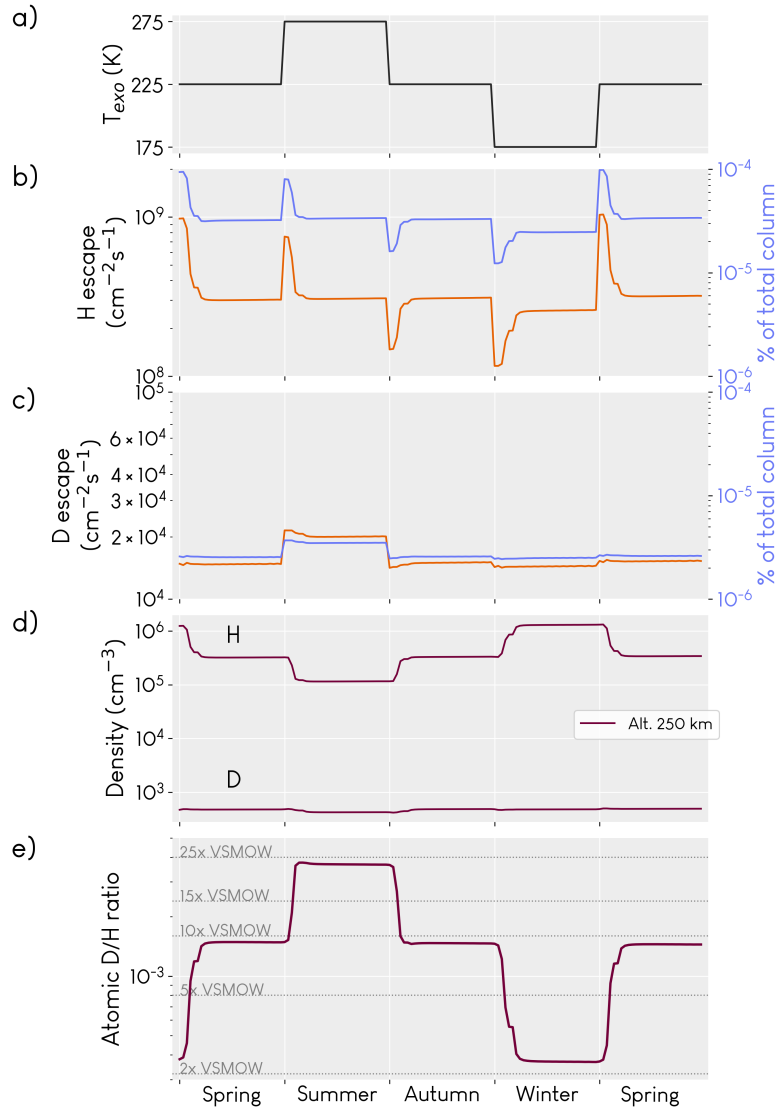 a)
275
225
175
T_exo (K)
b)
10⁹
10⁸
H escape
(cm⁻²s⁻¹)
10⁻⁴
10⁻⁵
10⁻⁶
% of total column
c)
10⁵
6 × 10⁴
4 × 10⁴
3 × 10⁴
2 × 10⁴
10⁴
D escape
(cm⁻²s⁻¹)
10⁻⁴
10⁻⁵
10⁻⁶
% of total column
d)
10⁶
10⁵
10⁴
10³
Density (cm⁻³)
H
Alt. 250 km
D
e)
25x VSMOW
15x VSMOW
10x VSMOW
10⁻³
5x VSMOW
2x VSMOW
Atomic D/H ratio
Spring Summer Autumn Winter Spring